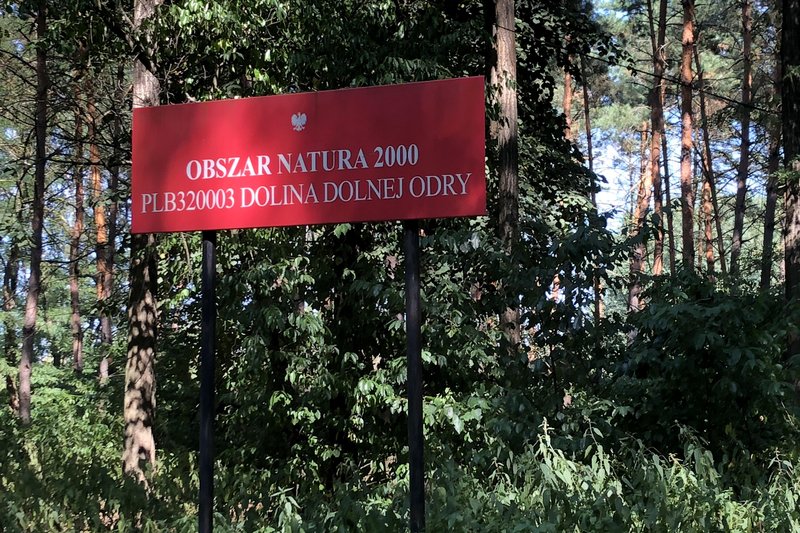 OBSZAR NATURA 2000
PLB320003 DOLINA DOLNEJ ODRY